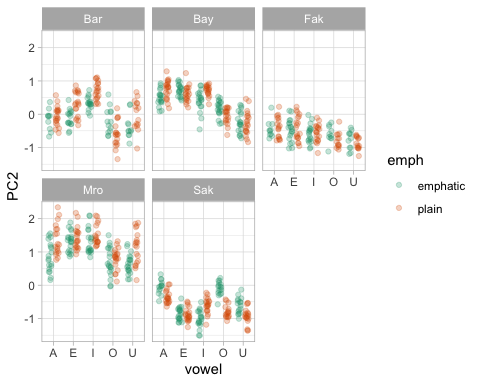 Bar Bay Fak
2
1
0
-1
A E I O U
Mro Sak
2
1
0
-1
A E I O U A E I O U
PC2
vowel
emph
emphatic
plain